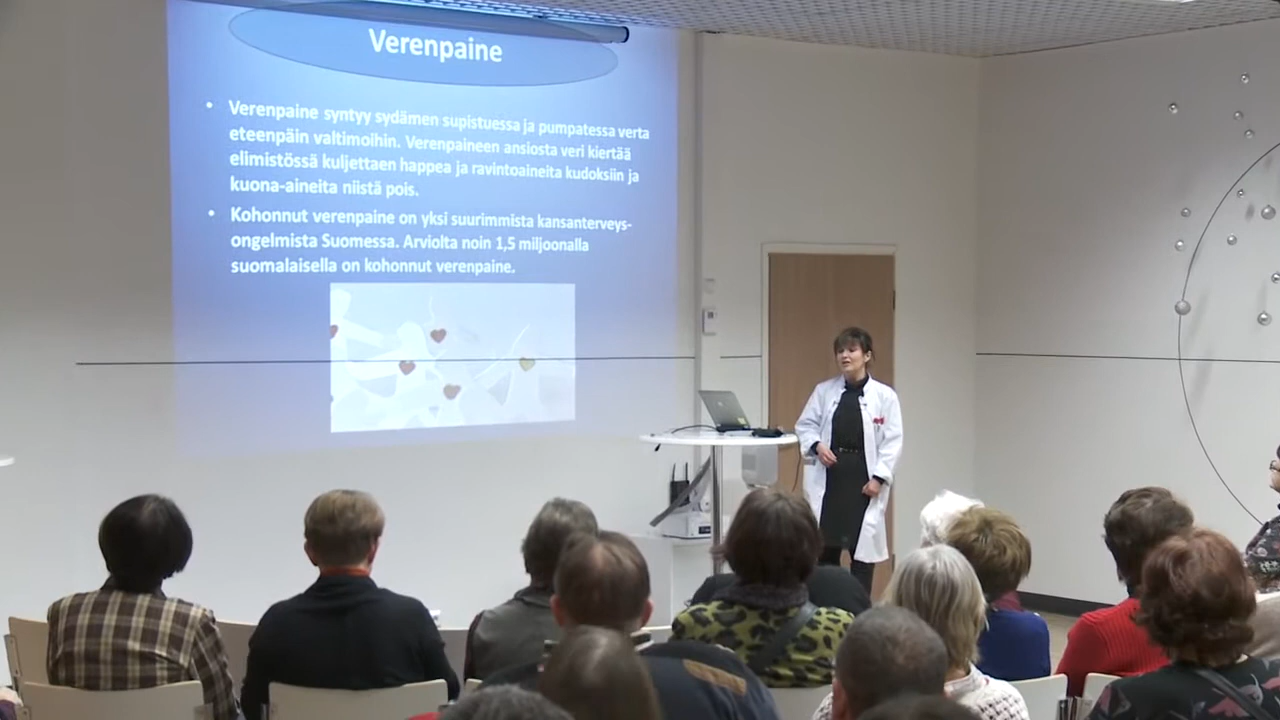 Verenpaine
• Verenpaine syntyy sydämen supistuessa ja pumpatessa verta
eteenpäin valtimoihin. Verenpaineen ansiosta veri kiertää
elimistössä kuljettaen happea ja ravintoaineita kudoksiin ja
kuona-aineita niistä pois.
• Kohonnut verenpaine on yksi suurimmista kansanterveys-
ongelmista Suomessa. Arviolta noin 1,5 miljoonalla
suomalaisella on kohonnut verenpaine.